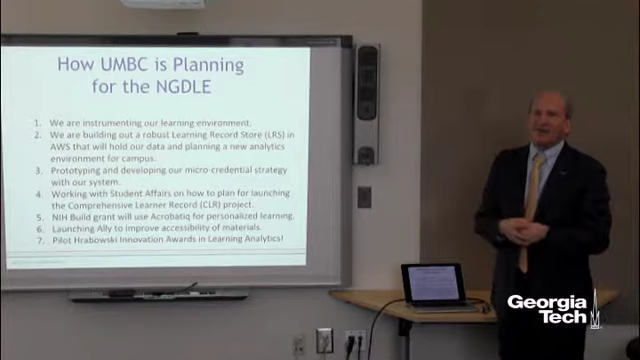 How UMBC is Planning
for the NGDLE
1. We are instrumenting our learning environment.
2. We are building out a robust Learning Record Store (LRS) in
AWS that will hold our data and planning a new analytics
environment for campus.
3. Prototyping and developing our micro-credential strategy
with our system.
4. Working with Student Affairs on how to plan for launching
the Comprehensive Learner Record (CLR) project.
5. NIH Build grant will use Acrobatiq for personalized learning.
6. Launching Ally to improve accessibility of materials.
7. Pilot Hrabowski Innovation Awards in Learning Analytics!
Georgia
Tech